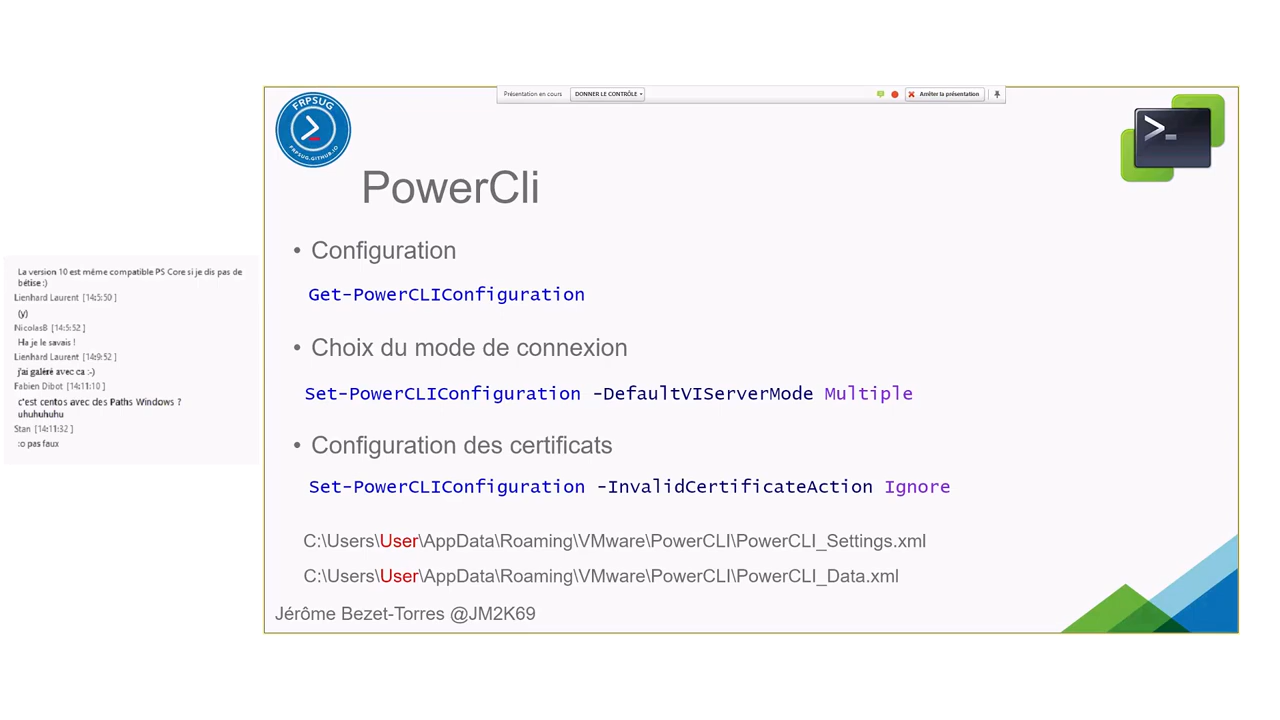 Présentation en cours DONNER LE CONTRÔLE Arrêter la présentation
FRPSUG
FRPSUG.GITHUB.IO
PowerCli
• Configuration
Get-PowerCLIConfiguration
• Choix du mode de connexion
Set-PowerCLIConfiguration -DefaultVIServerMode Multiple
• Configuration des certificats
Set-PowerCLIConfiguration -InvalidCertificateAction Ignore
C:\Users\User\AppData\Roaming\VMware\PowerCLI\PowerCLI_Settings.xml
C:\Users\User\AppData\Roaming\VMware\PowerCLI\PowerCLI_Data.xml
Jérôme Bezet-Torres @JM2K69
La version 10 est même compatible PS Core si je dis pas de
bétise :)
Lienhard Laurent [14:5:50 ]
(y)
NicolasB [14:5:52 ]
Ha je le savais !
Lienhard Laurent [14:9:52 ]
j'ai galéré avec ca :-)
Fabien Dibot [14:11:10 ]
c'est centos avec des Paths Windows ?
uhuhuhuhu
Stan [14:11:32 ]
:o pas faux